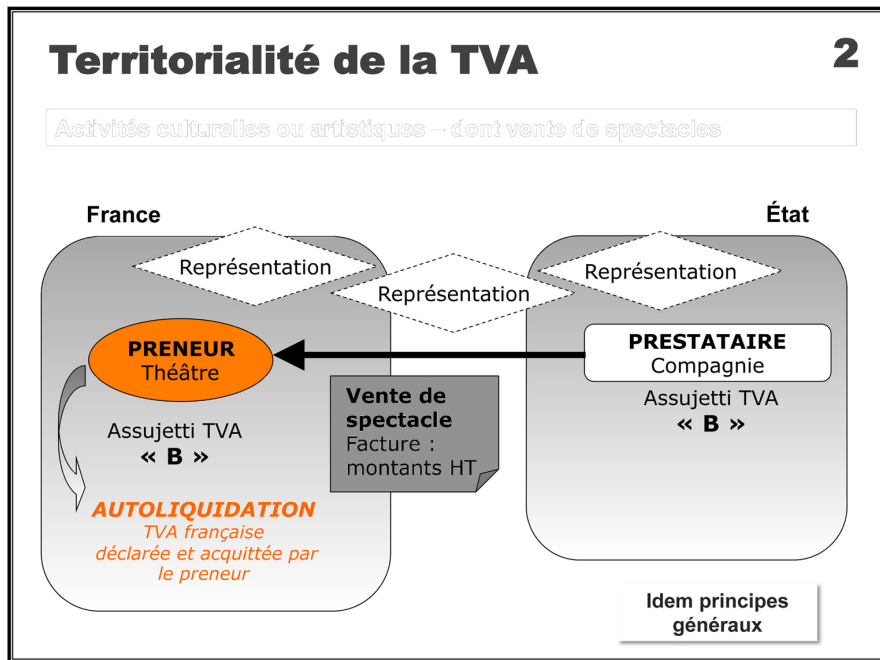 Territorialité de la TVA
2
Activités culturelles ou artistiques – dont vente de spectacles
France
État
Représentation
Représentation
Représentation
PRENEUR
Théâtre
PRESTATAIRE
Compagnie
Assujetti TVA
« B »
Vente de
spectacle
Facture :
montants HT
Assujetti TVA
« B »
AUTOLIQUIDATION
TVA française
déclarée et acquittée par
le preneur
Idem principes
généraux